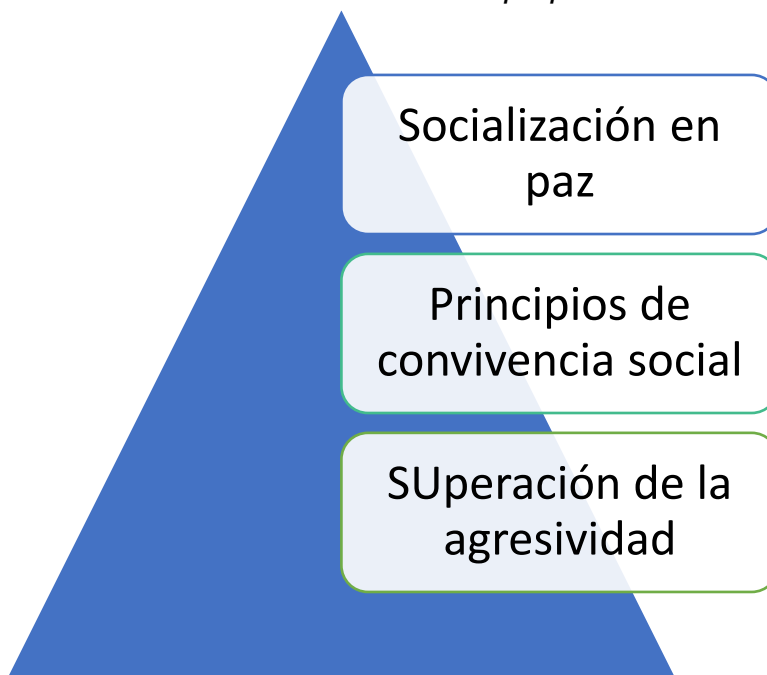 Socialización en
paz
Principios de
convivencia social
SUperación de la
agresividad